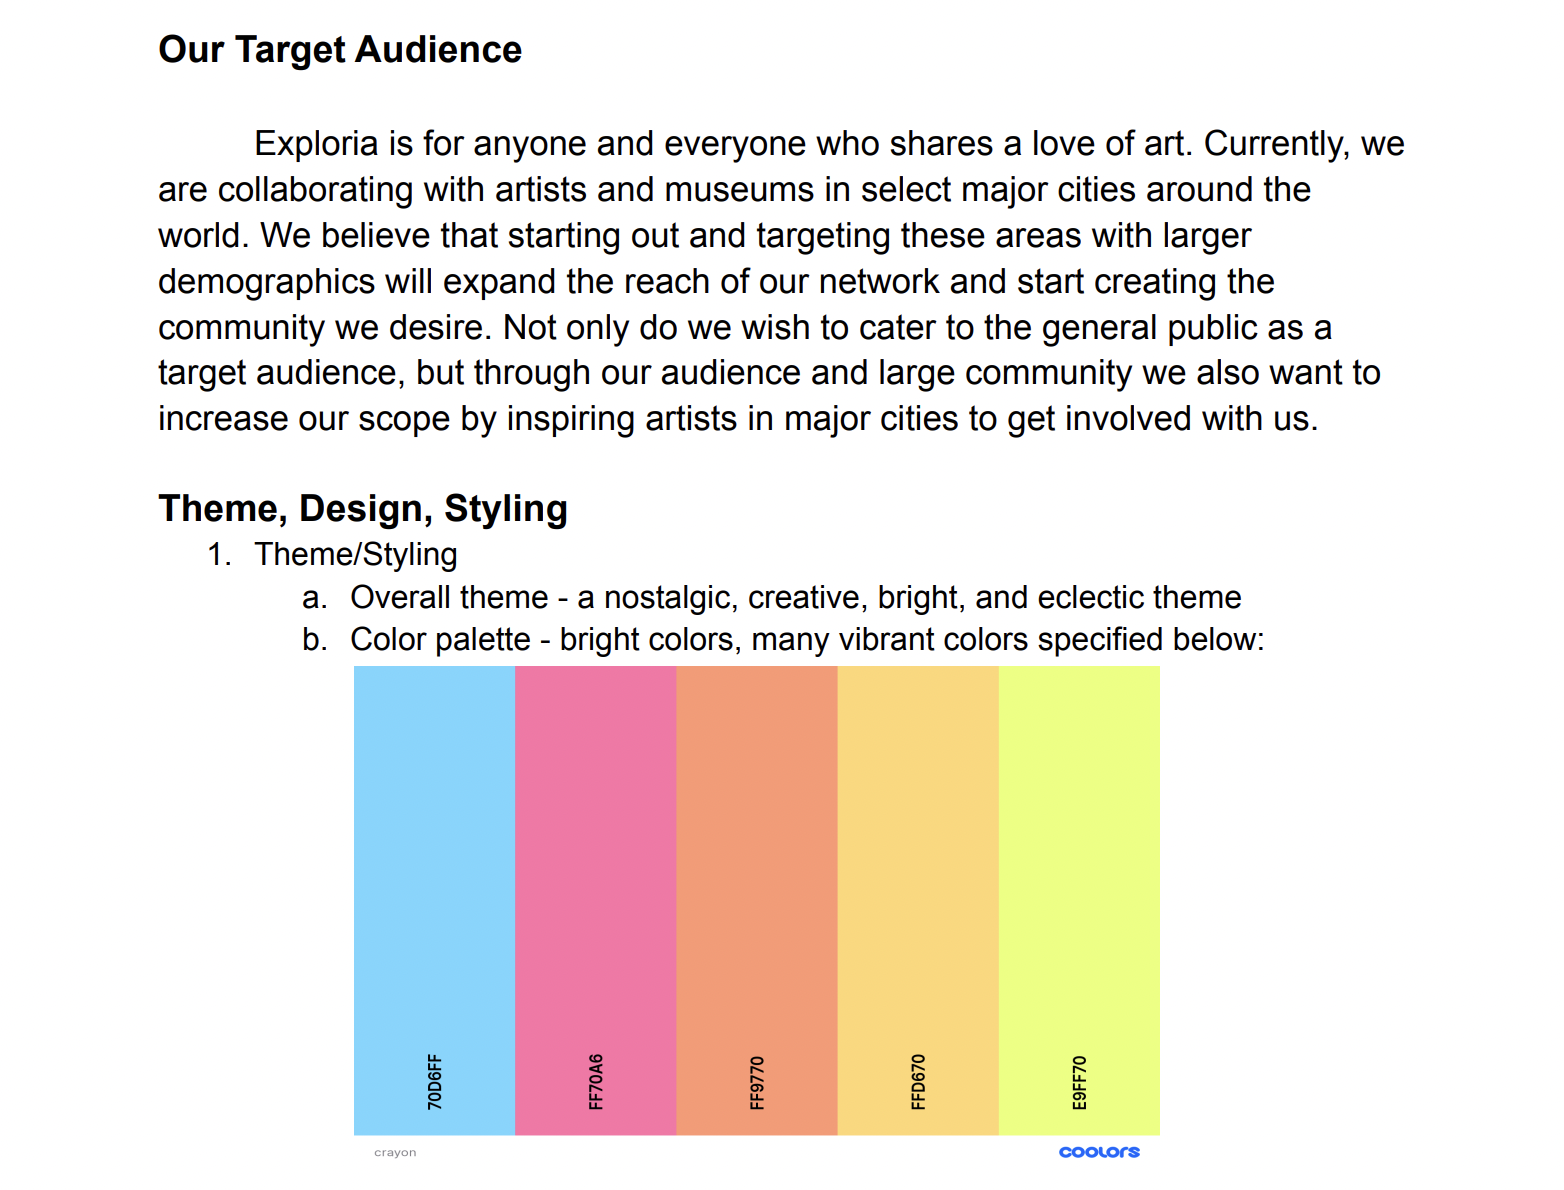 Our Target Audience
Exploria is for anyone and everyone who shares a love of art. Currently, we
are collaborating with artists and museums in select major cities around the
world. We believe that starting out and targeting these areas with larger
demographics will expand the reach of our network and start creating the
community we desire. Not only do we wish to cater to the general public as a
target audience, but through our audience and large community we also want to
increase our scope by inspiring artists in major cities to get involved with us.
Theme, Design, Styling
1. Theme/Styling
a. Overall theme - a nostalgic, creative, bright, and eclectic theme
b. Color palette - bright colors, many vibrant colors specified below:
70D6FF
FF70A6
FF9770
FFD670
E9FF70
crayon
coolors